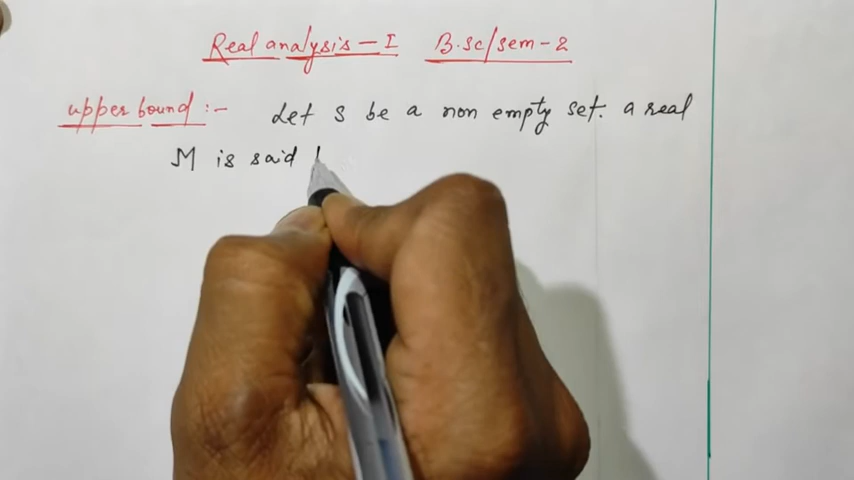 Real analysis - I B.sc/sem - 2
upper bound :- Let S be a non empty set. a real
M is said